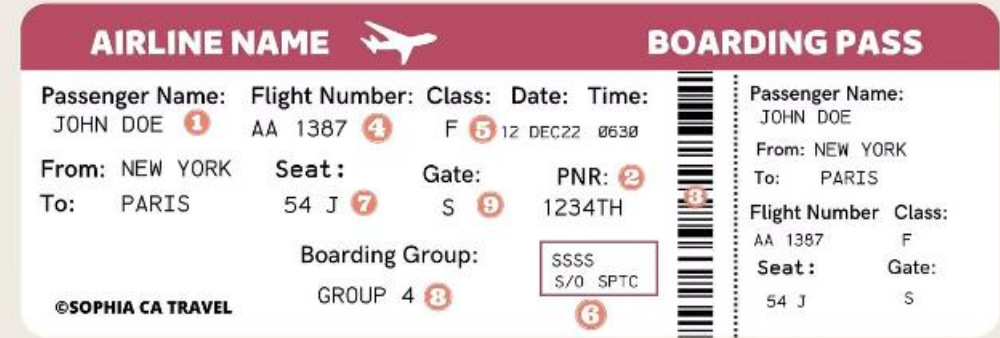 AIRLINE NAME BOARDING PASS
Passenger Name: Flight Number: Class: Date: Time:
JOHN DOE 1 AA 1387 4 F 5 12 DEC22 0630
From: NEW YORK Seat: Gate: PNR: 2
To: PARIS 54 J 7 S 9 1234TH
Boarding Group:
GROUP 4 8
SSSS
S/O SPTC
6
©SOPHIA CA TRAVEL
3
Passenger Name:
JOHN DOE
From: NEW YORK
To: PARIS
Flight Number Class:
AA 1387 F
Seat: Gate:
54 J S